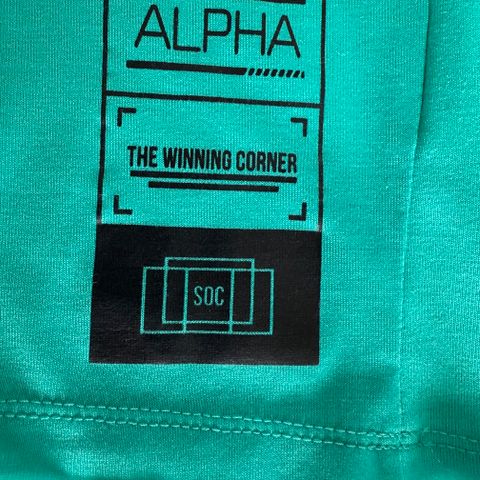 ALPHA
THE WINNING CORNER
SOC